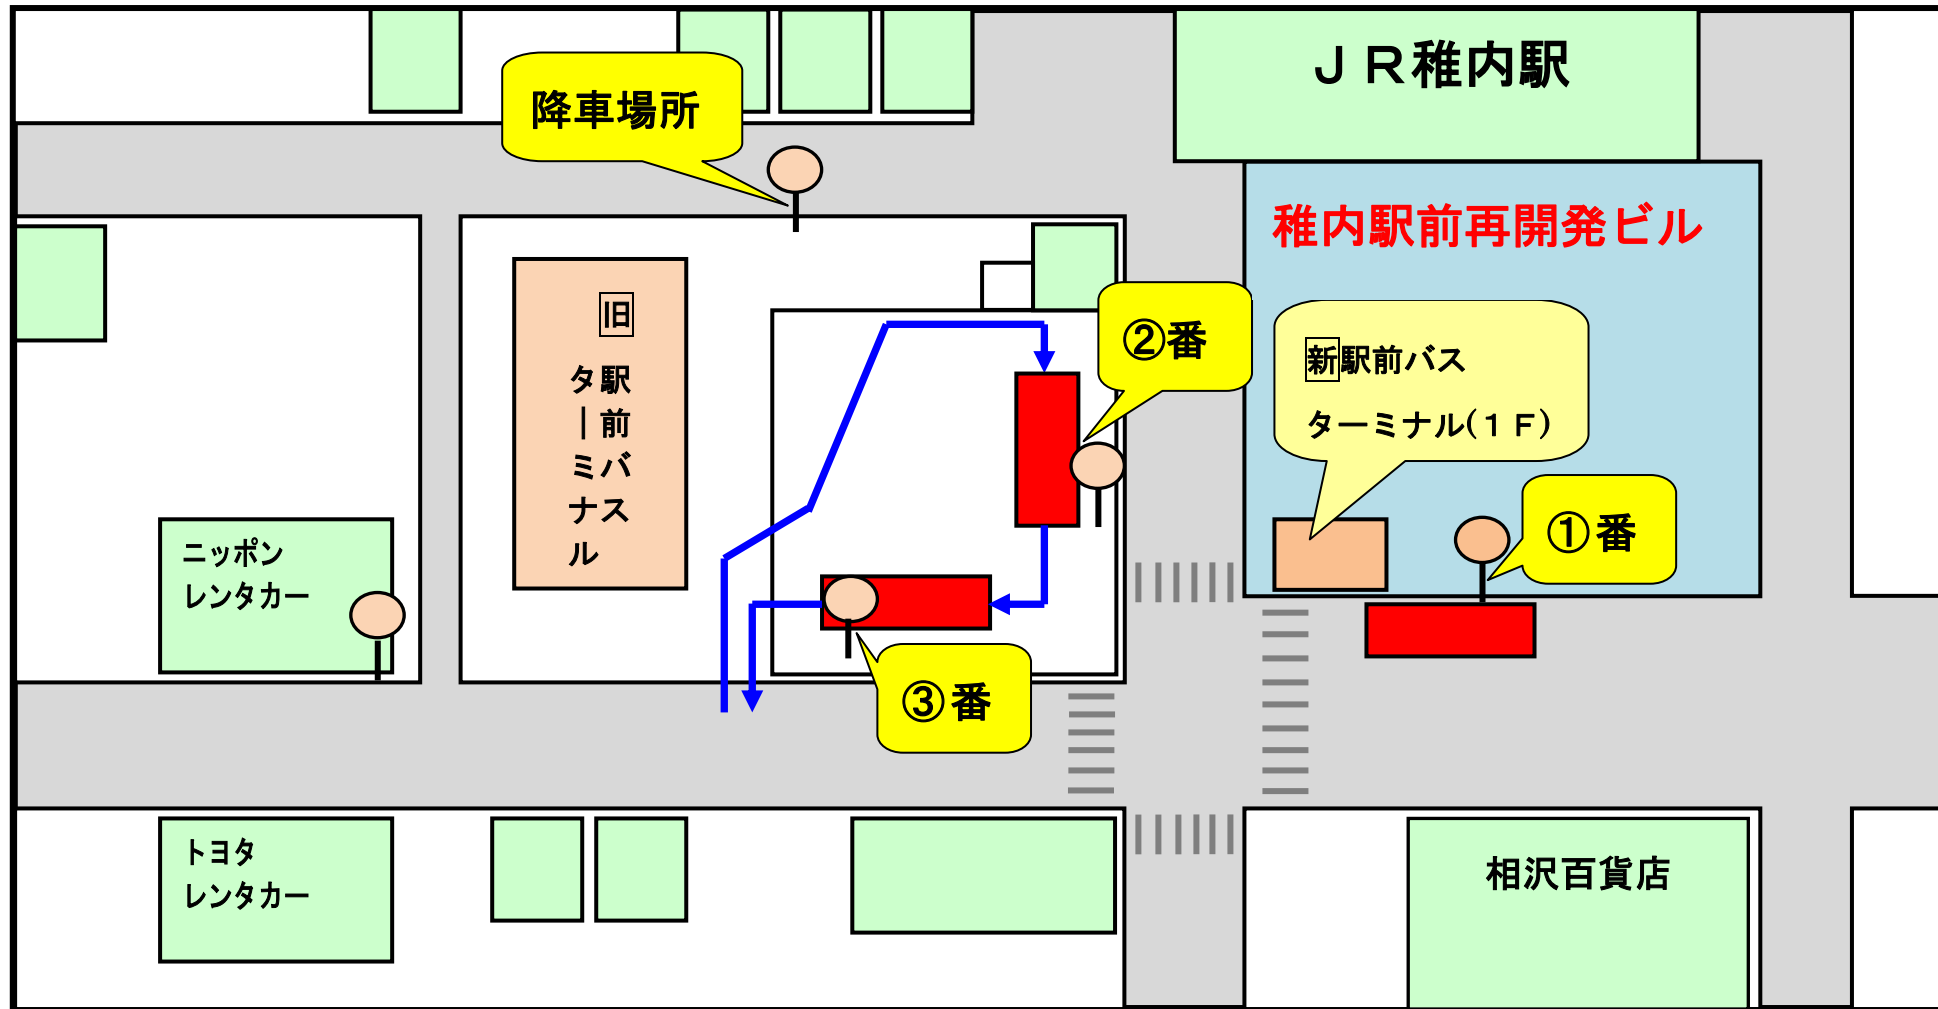 ＪＲ稚内駅
降車場所
稚内駅前再開発ビル
旧
駅前バス
ターミナル
②番
新駅前バス
ターミナル(１Ｆ)
①番
ニッポン
レンタカー
③番
トヨタ
レンタカー
相沢百貨店